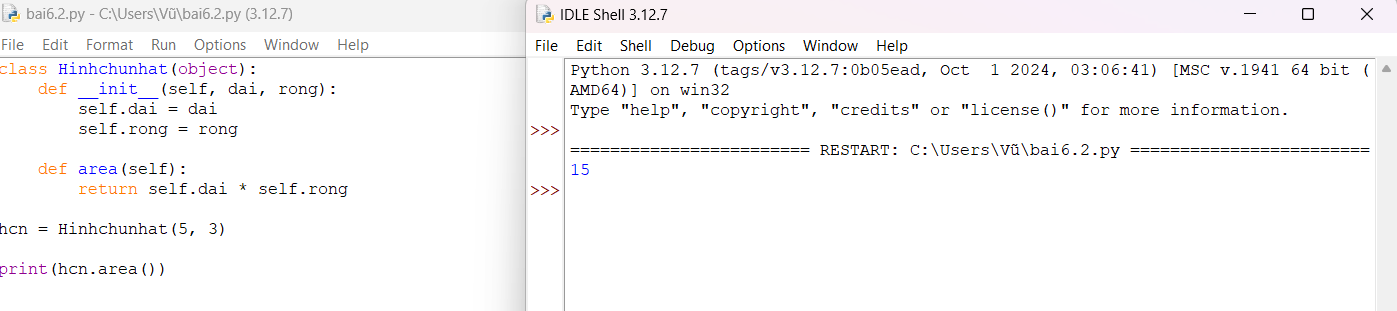 bai6.2.py - C:\Users\Vũ\bai6.2.py (3.12.7)
File Edit Format Run Options Window Help
class Hinhchunhat(object):
    def __init__(self, dai, rong):
        self.dai = dai
        self.rong = rong
    def area(self):
        return self.dai * self.rong
hcn = Hinhchunhat(5, 3)
print(hcn.area())
IDLE Shell 3.12.7
File Edit Shell Debug Options Window Help
Python 3.12.7 (tags/v3.12.7:0b05ead, Oct  1 2024, 03:06:41) [MSC v.1941 64 bit (
AMD64)] on win32
Type "help", "copyright", "credits" or "license()" for more information.
>>>
======================== RESTART: C:\Users\Vũ\bai6.2.py ========================
15
>>>